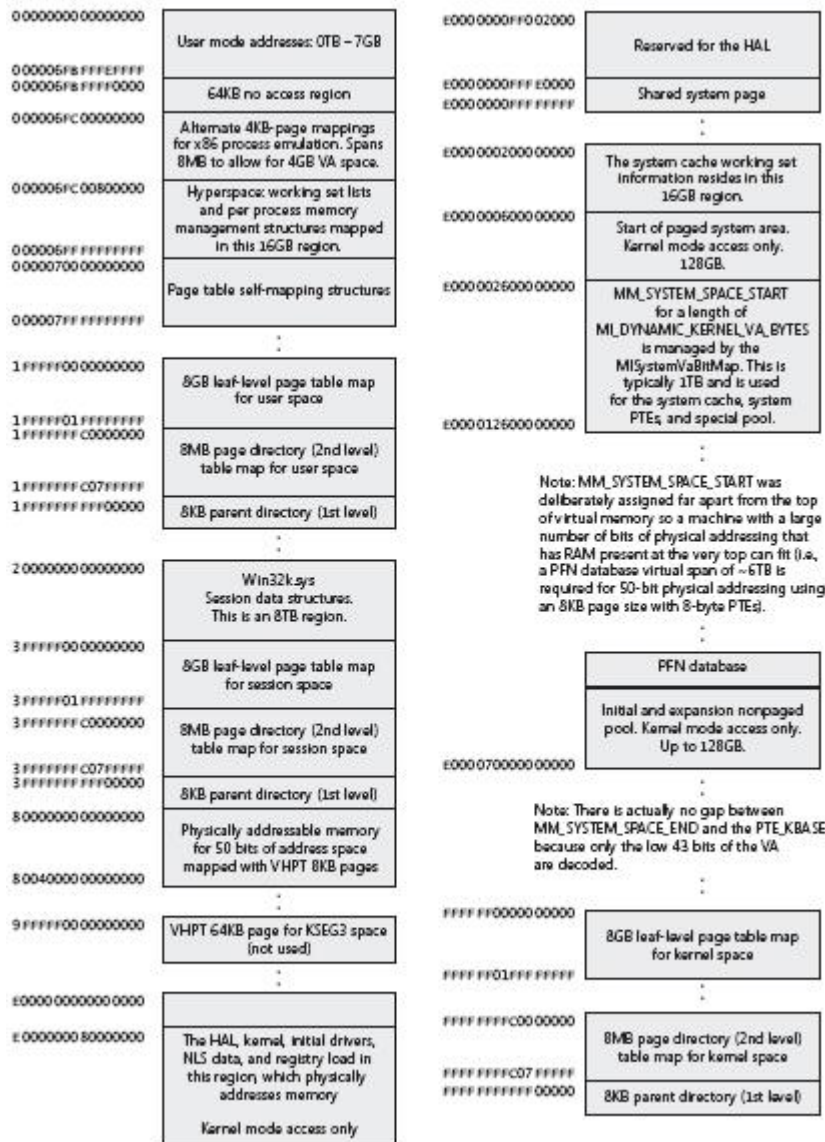 0000000000000000
User mode addresses: 0TB – 7GB
000006FBFFFEFFFF
000006FBFFFF0000
64KB no access region
000006FC00000000
Alternate 4KB-page mappings
for x86 process emulation. Spans
8MB to allow for 4GB VA space.
000006FC00800000
Hyperspace: working set lists
and per process memory
management structures mapped
in this 16GB region.
000006FFFFFFFFFF
0000070000000000
Page table self-mapping structures
000007FFFFFFFFFF
1FFFFF0000000000
8GB leaf-level page table map
for user space
1FFFFF01FFFFFFFF
1FFFFFFFC0000000
8MB page directory (2nd level)
table map for user space
1FFFFFFFC07FFFFF
1FFFFFFFFFF00000
8KB parent directory (1st level)
2000000000000000
Win32k.sys
Session data structures.
This is an 8TB region.
3FFFFF0000000000
8GB leaf-level page table map
for session space
3FFFFF01FFFFFFFF
3FFFFFFFC0000000
8MB page directory (2nd level)
table map for session space
3FFFFFFFC07FFFFF
3FFFFFFFFFF00000
8KB parent directory (1st level)
8000000000000000
Physically addressable memory
for 50 bits of address space
mapped with VHPT 8KB pages
8004000000000000
9FFFFF0000000000
VHPT 64KB page for KSEG3 space
(not used)
E000000000000000
E000000080000000
The HAL, kernel, initial drivers,
NLS data, and registry load in
this region, which physically
addresses memory
Kernel mode access only
E0000000FF002000
Reserved for the HAL
E0000000FFFE0000
Shared system page
E0000000FFFFFFFF
E000000200000000
The system cache working set
information resides in this
16GB region.
E000000600000000
Start of paged system area.
Kernel mode access only.
128GB.
E000002600000000
MM_SYSTEM_SPACE_START
for a length of
MI_DYNAMIC_KERNEL_VA_BYTES
is managed by the
MISystemVaBitMap. This is
typically 1TB and is used
for the system cache, system
PTEs, and special pool.
E000012600000000
Note: MM_SYSTEM_SPACE_START was
deliberately assigned far apart from the top
of virtual memory so a machine with a large
number of bits of physical addressing that
has RAM present at the very top can fit (i.e.,
a PFN database virtual span of ~6TB is
required for 50-bit physical addressing using
an 8KB page size with 8-byte PTEs).
PFN database
Initial and expansion nonpaged
pool. Kernel mode access only.
Up to 128GB.
E000070000000000
Note: There is actually no gap between
MM_SYSTEM_SPACE_END and the PTE_KBASE
because only the low 43 bits of the VA
are decoded.
FFFFFF0000000000
8GB leaf-level page table map
for kernel space
FFFFFF01FFFFFFFF
FFFFFFFFC0000000
8MB page directory (2nd level)
table map for kernel space
FFFFFFFFC07FFFFF
FFFFFFFFFFF00000
8KB parent directory (1st level)